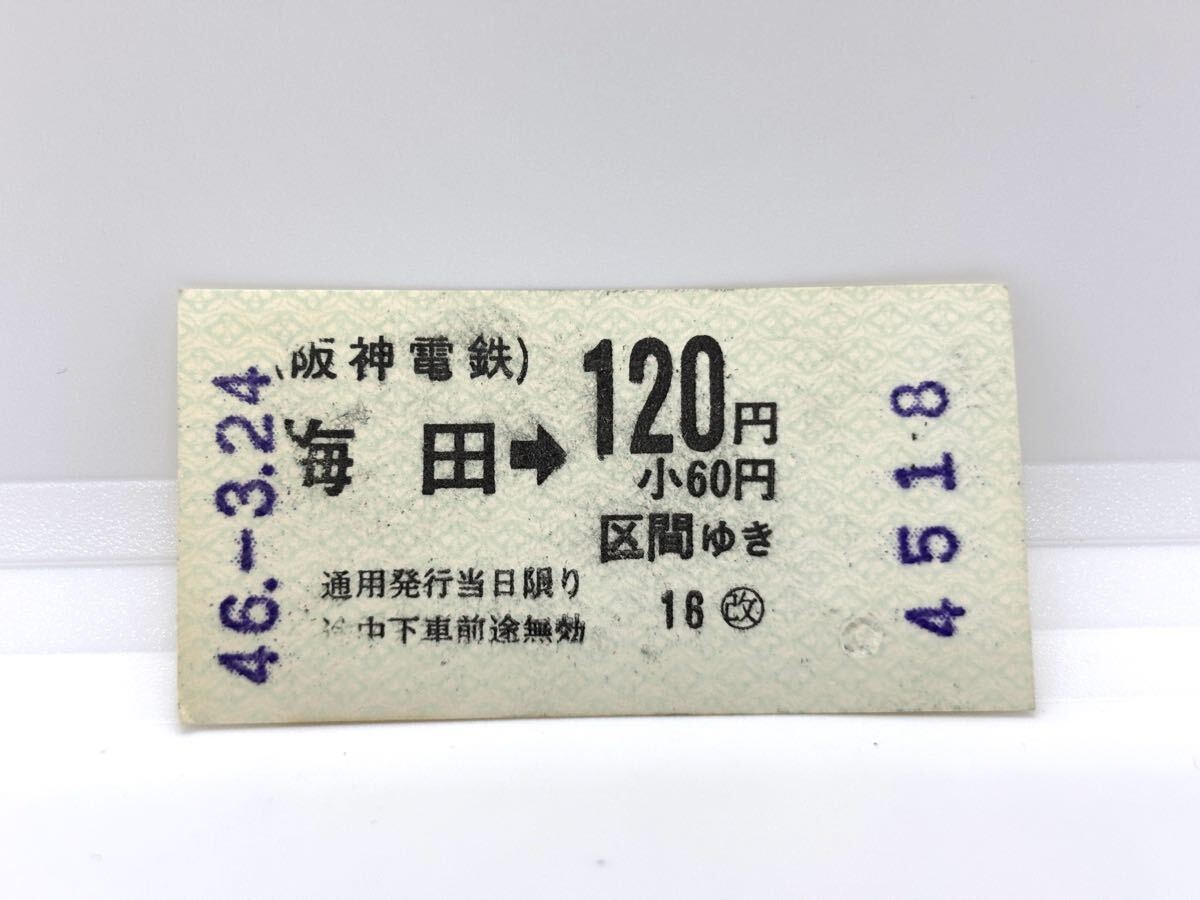 46.-3.24
(阪神電鉄)
梅田➡120円
小60円
区間ゆき
通用発行当日限り
途中下車前途無効
16 ㊢改
4518